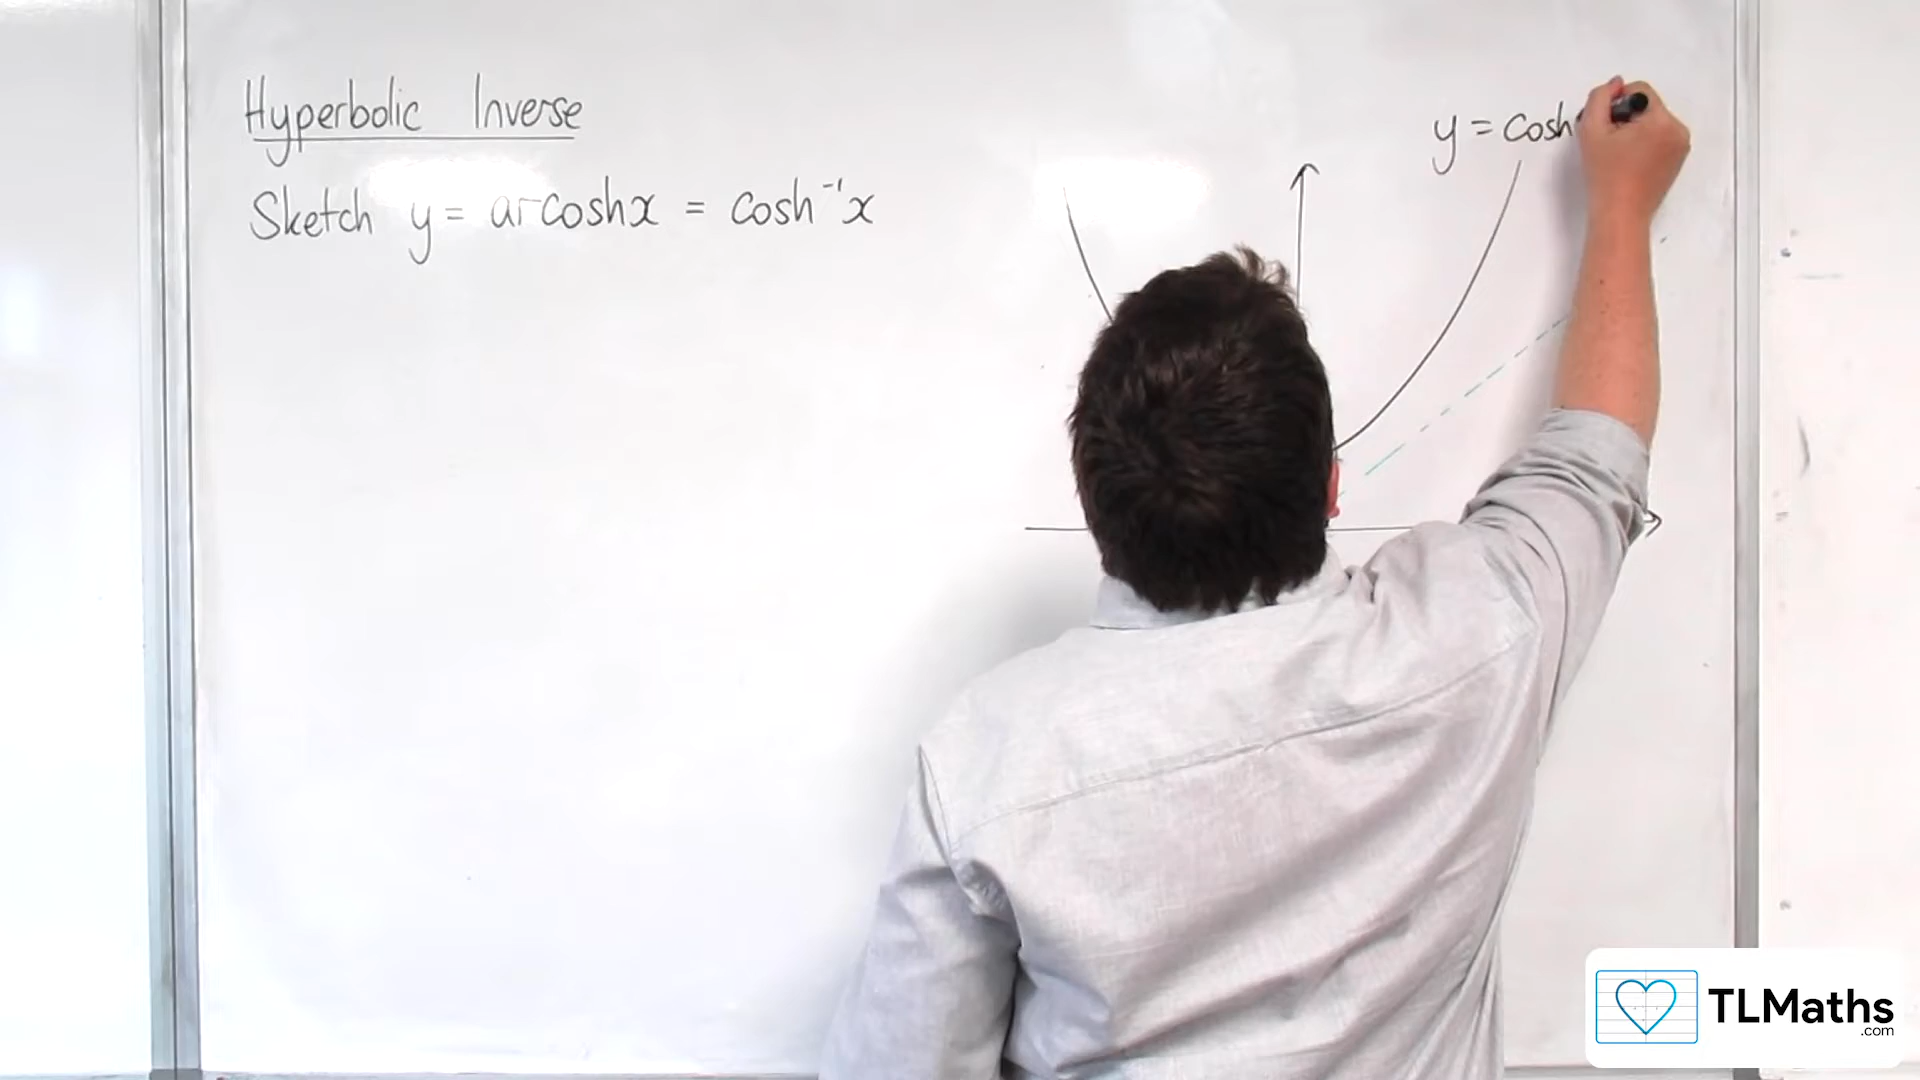 Hyperbolic Inverse
Sketch y = arcoshx = cosh⁻¹x
y = cosh
TLMaths
.com